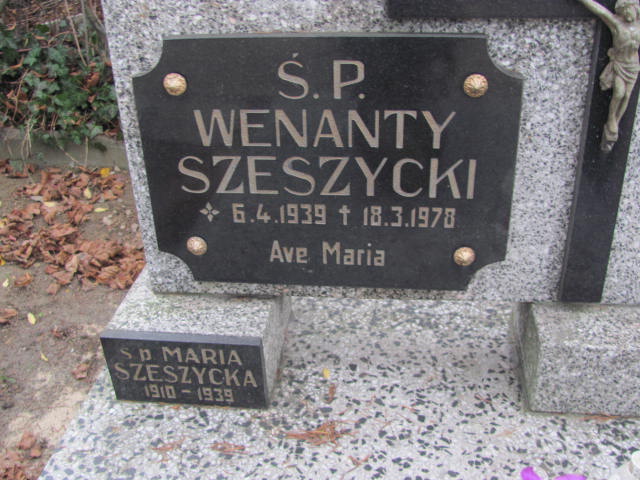 Ś. P.
WENANTY
SZESZYCKI
6.4.1939 ✝ 18.3.1978
Ave Maria
Ś.p. MARIA
SZESZYCKA
1910 - 1939